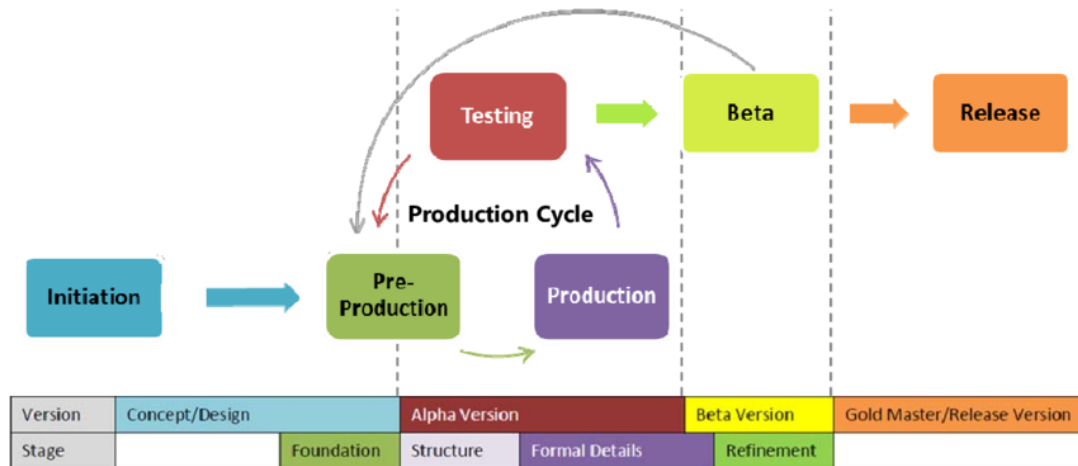 Testing
Beta
Release
Production Cycle
Initiation
Pre-
Production
Production
Version
Concept/Design
Alpha Version
Beta Version
Gold Master/Release Version
Stage
Foundation
Structure
Formal Details
Refinement